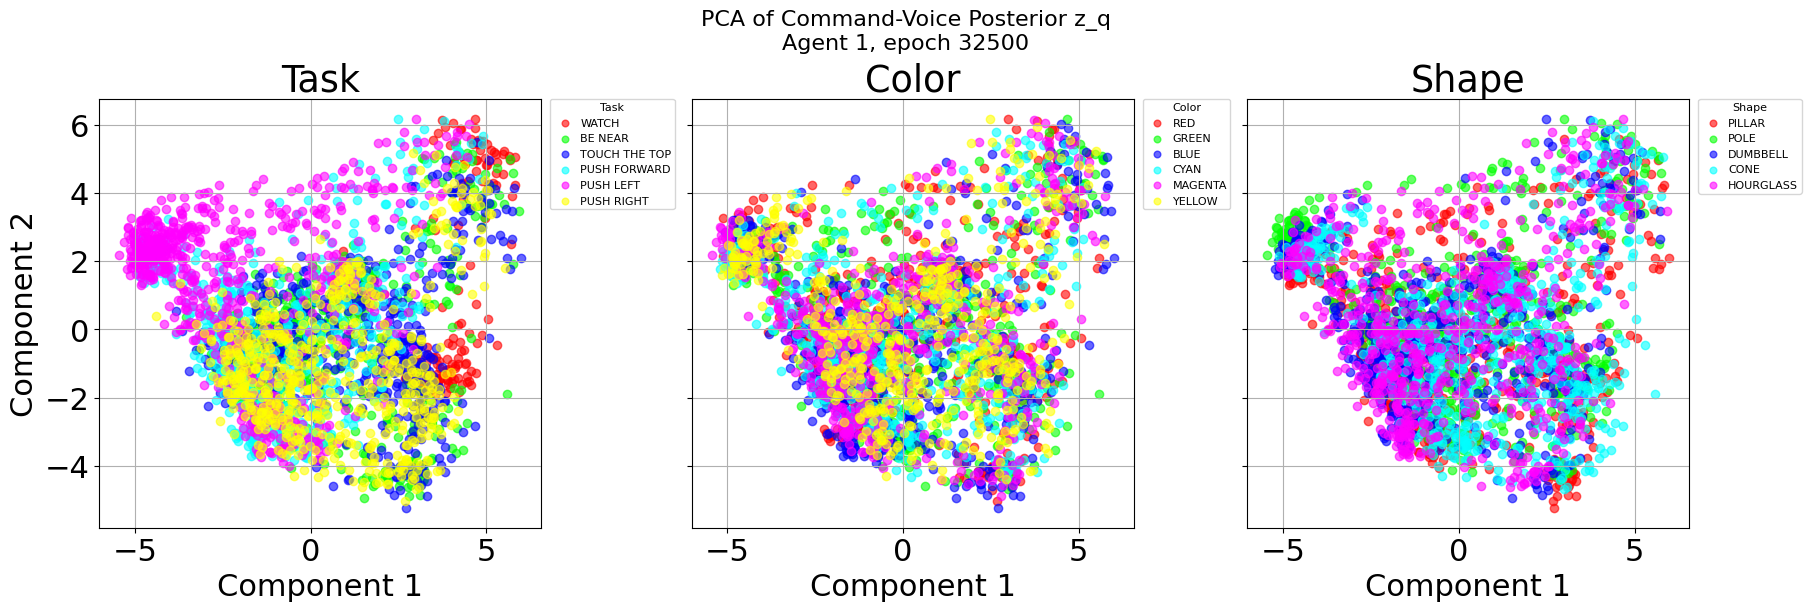 PCA of Command-Voice Posterior z_q
Agent 1, epoch 32500
Task
Color
Shape
Task
WATCH
BE NEAR
TOUCH THE TOP
PUSH FORWARD
PUSH LEFT
PUSH RIGHT
Color
RED
GREEN
BLUE
CYAN
MAGENTA
YELLOW
Shape
PILLAR
POLE
DUMBBELL
CONE
HOURGLASS
Component 2
6
4
2
0
−2
−4
−5 0 5
−5 0 5
−5 0 5
Component 1
Component 1
Component 1